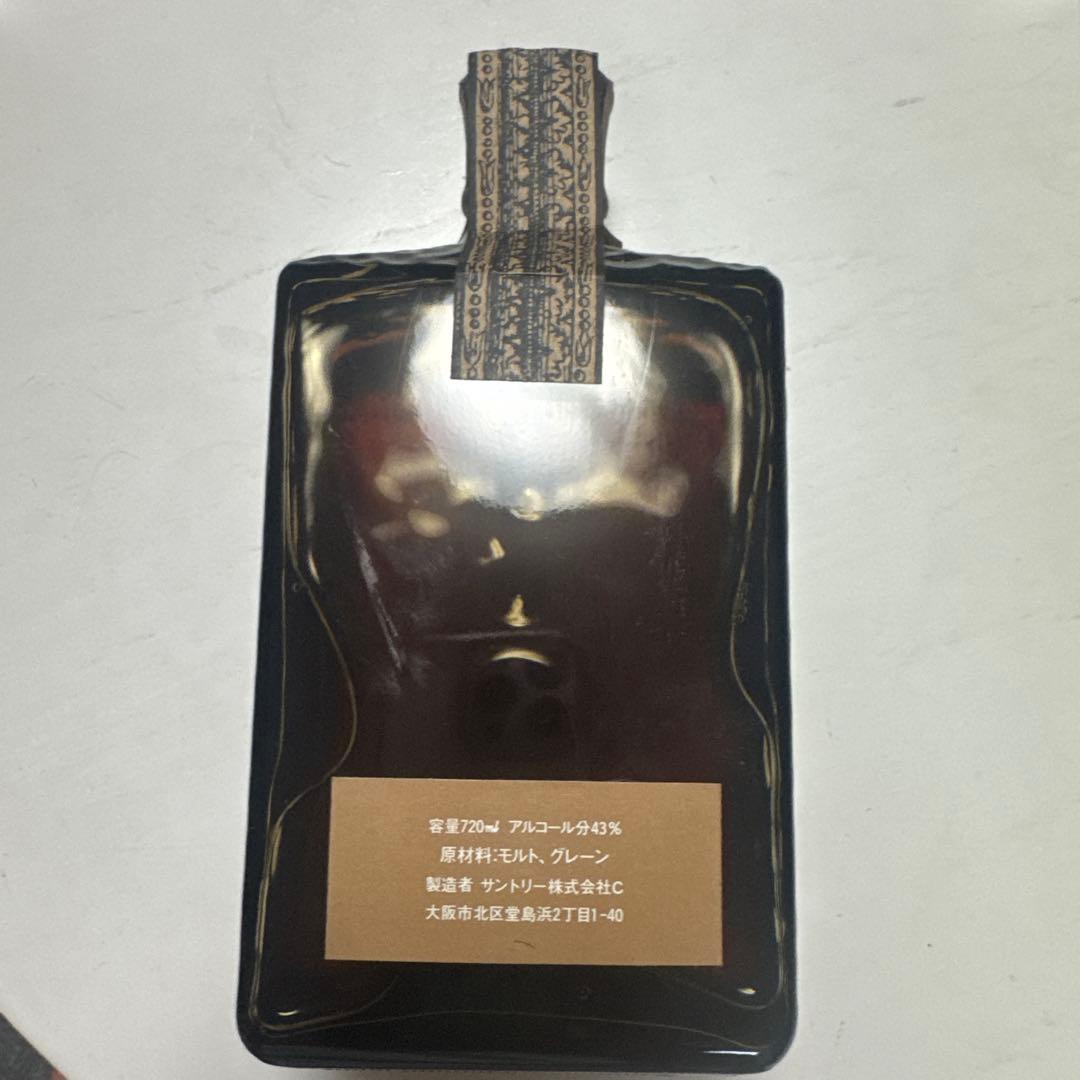 容量720㎖ アルコール分43%
原材料:モルト、グレーン
製造者 サントリー株式会社C
大阪市北区堂島浜2丁目1-40